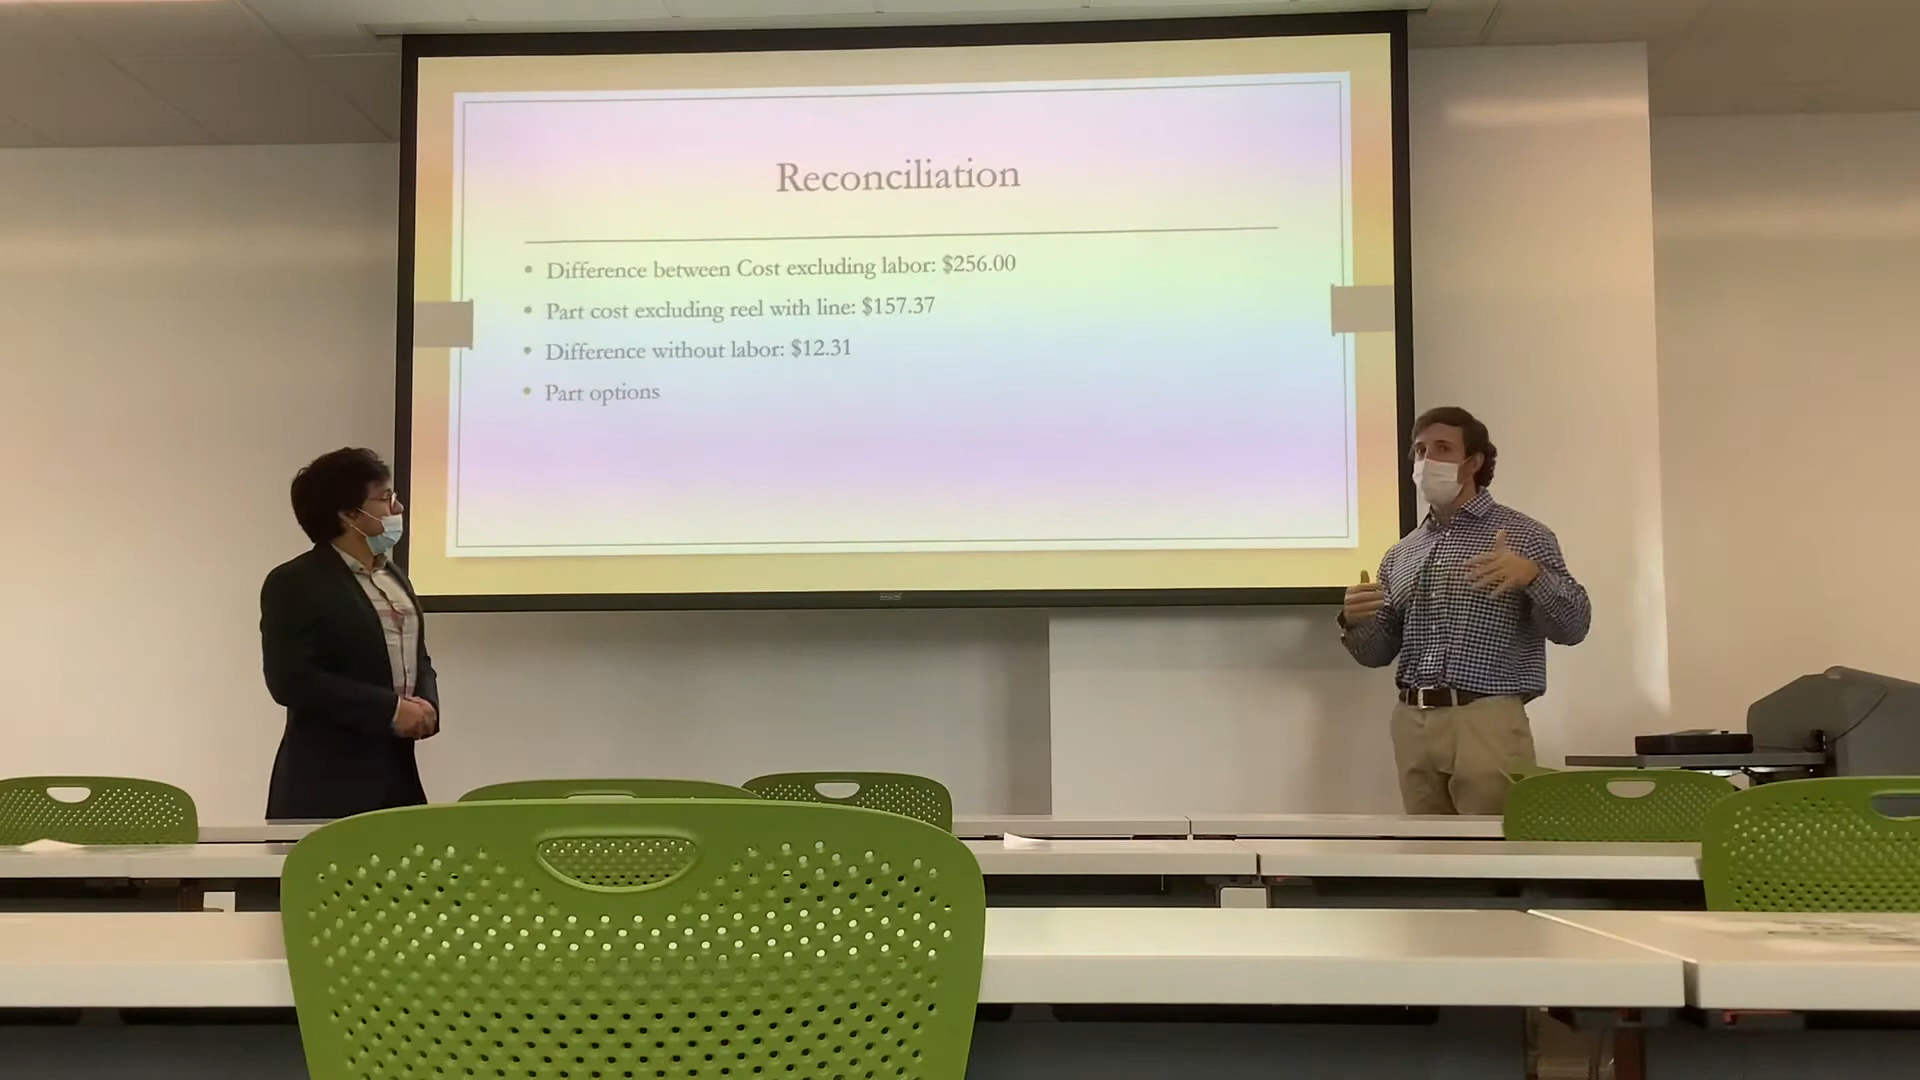 Reconciliation
• Difference between Cost excluding labor: $256.00
• Part cost excluding reel with line: $157.37
• Difference without labor: $12.31
• Part options